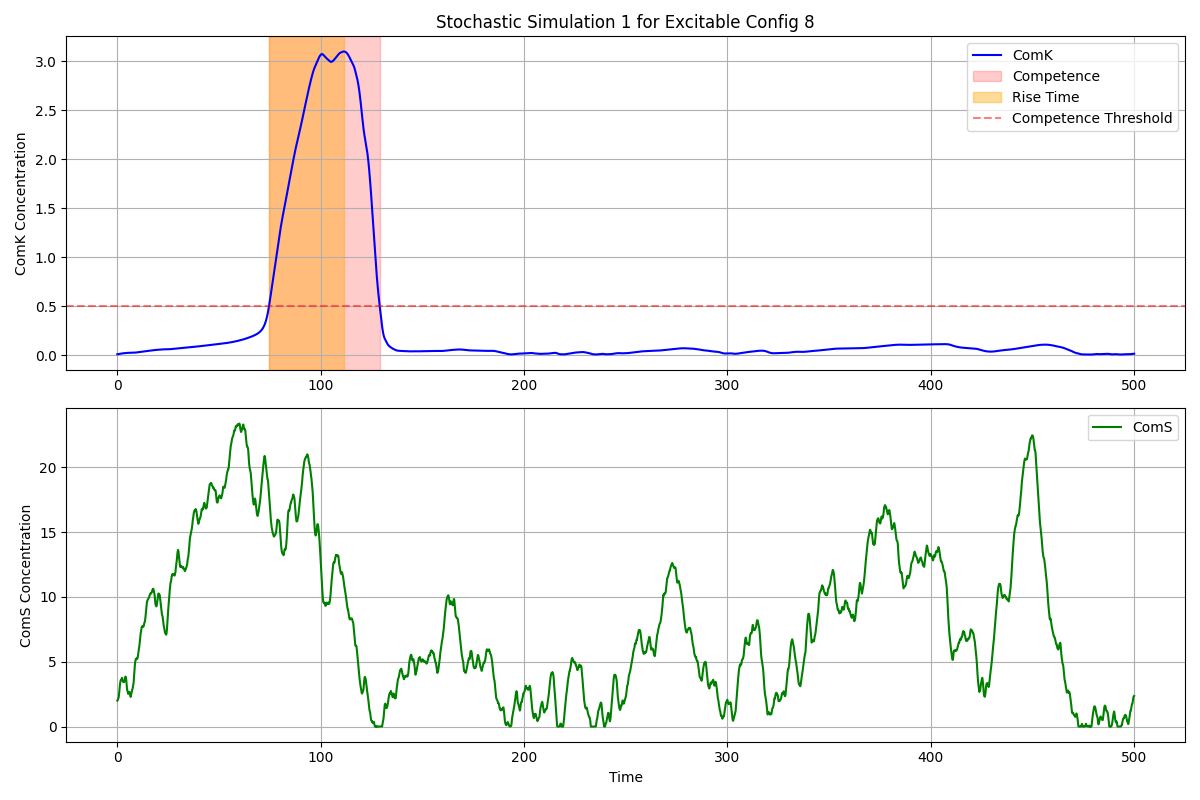 Stochastic Simulation 1 for Excitable Config 8
ComK Concentration
3.0
2.5
2.0
1.5
1.0
0.5
0.0
ComK
Competence
Rise Time
Competence Threshold
0 100 200 300 400 500
ComS Concentration
20
15
10
5
0
ComS
0 100 200 300 400 500
Time